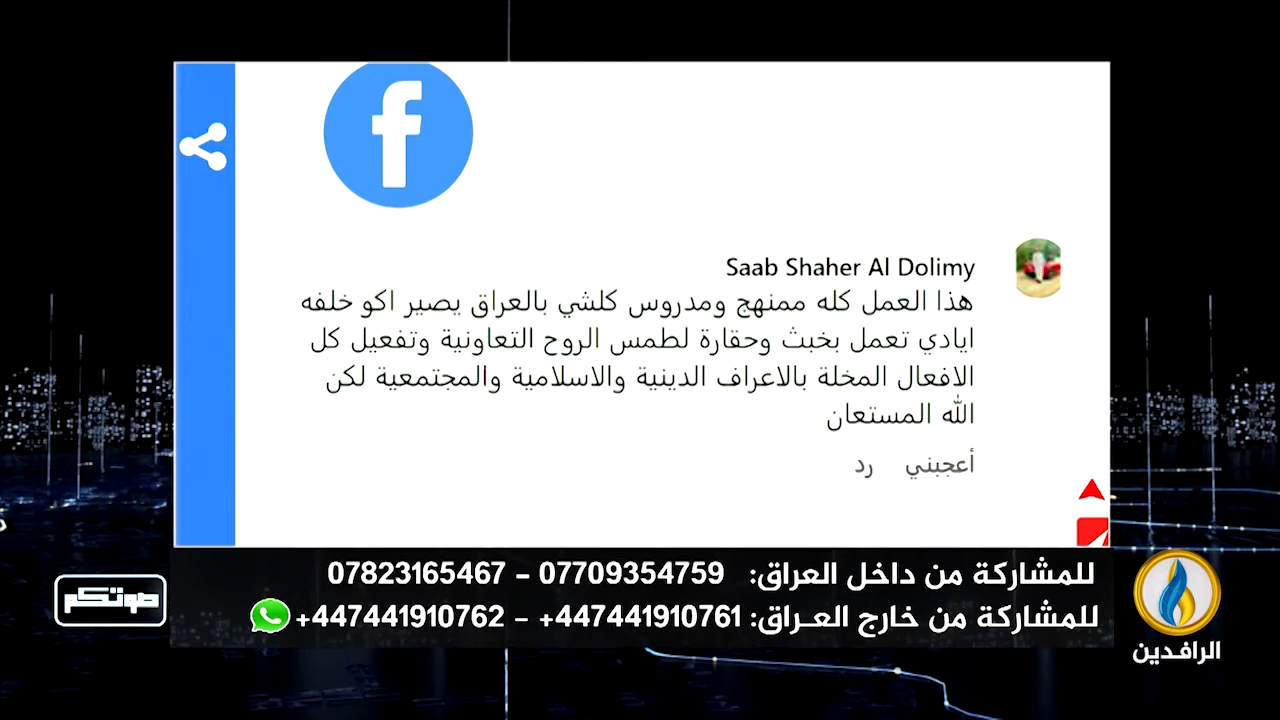 Saab Shaher Al Dolimy
هذا العمل كله ممنهج ومدروس كلشي بالعراق يصير اكو خلفه
ايادي تعمل بخبث وحقارة لطمس الروح التعاونية وتفعيل كل
الافعال المخلة بالاعراف الدينية والاسلامية والمجتمعية لكن
الله المستعان
أعجبني رد
للمشاركة من داخل العراق: 07709354759 - 07823165467
للمشاركة من خارج العـراق: 447441910761+ - 447441910762+
صوتكم
الرافدين